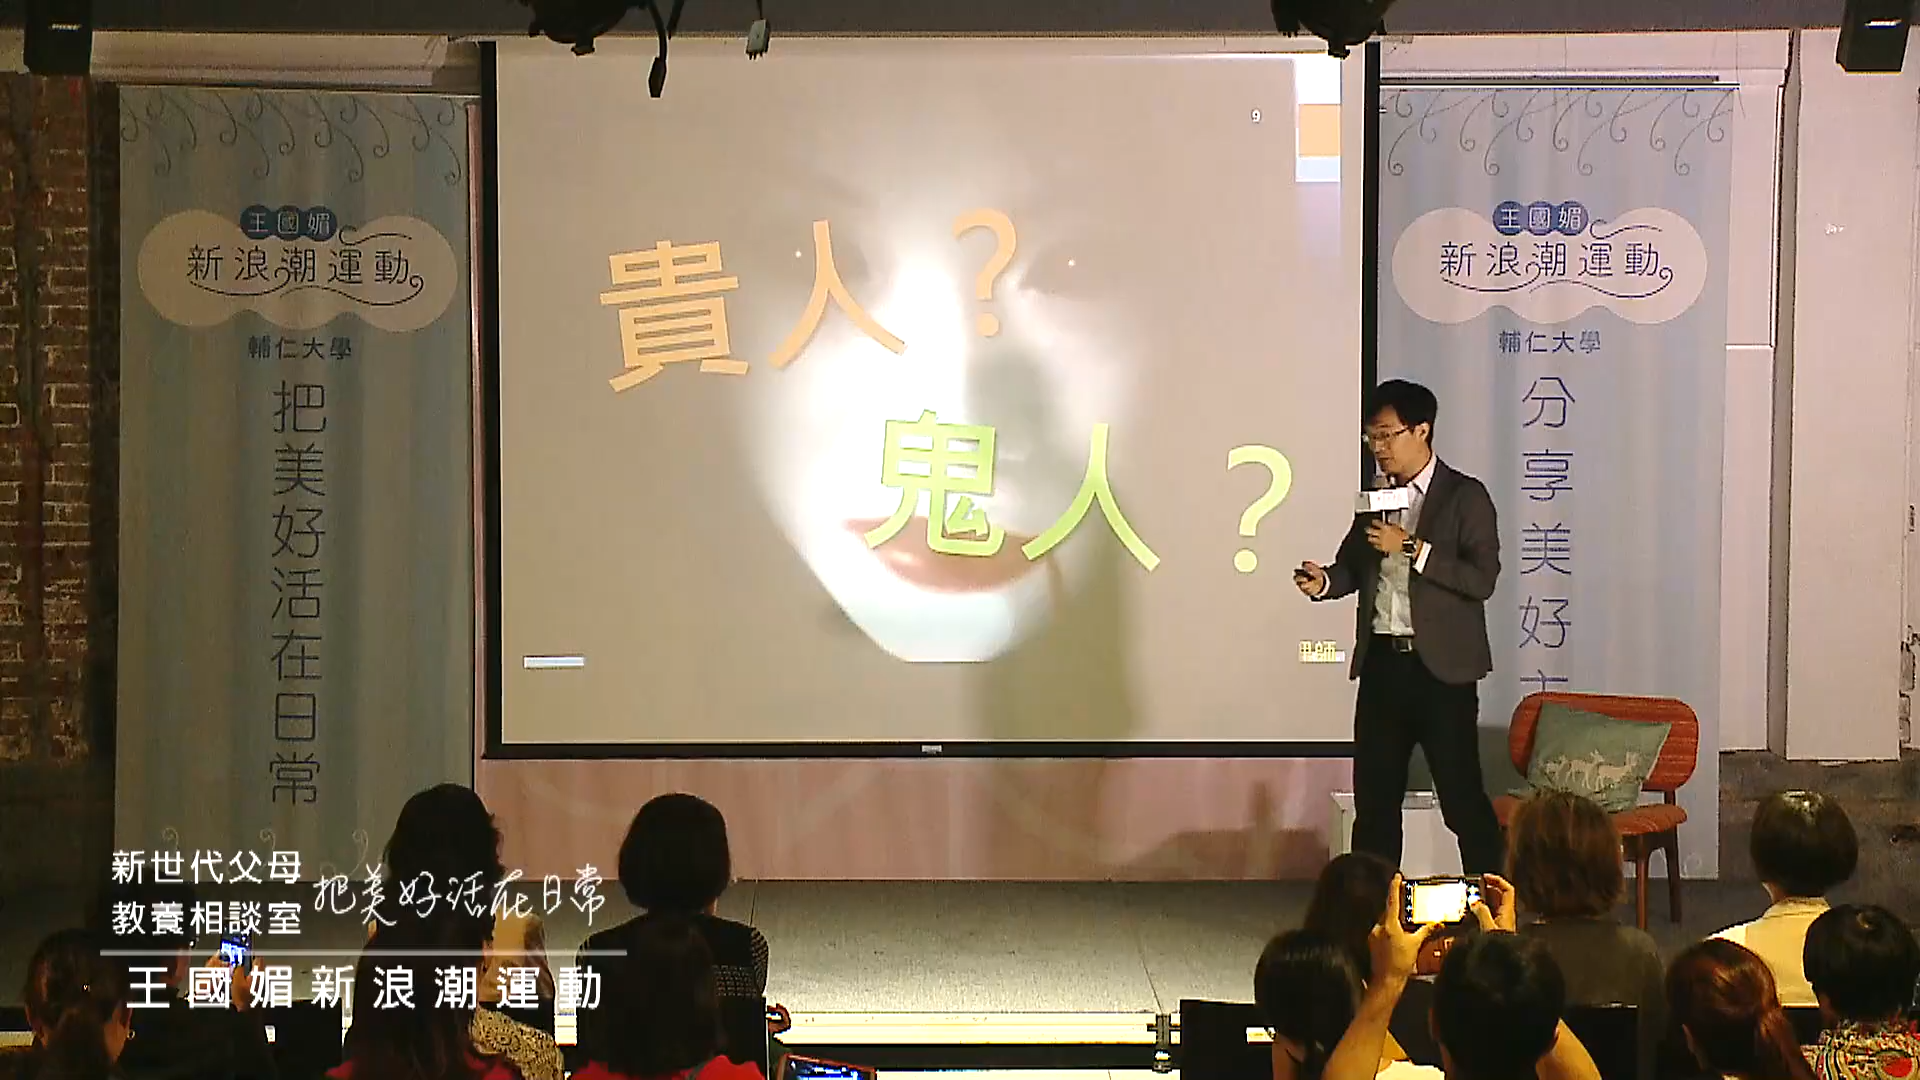 9
貴人?
鬼人?
王國媚
新浪潮運動
輔仁大學
把美好活在日常
王國媚
新浪潮運動
輔仁大學
分享美好
新世代父母
教養相談室
把美好活在日常
王國媚新浪潮運動